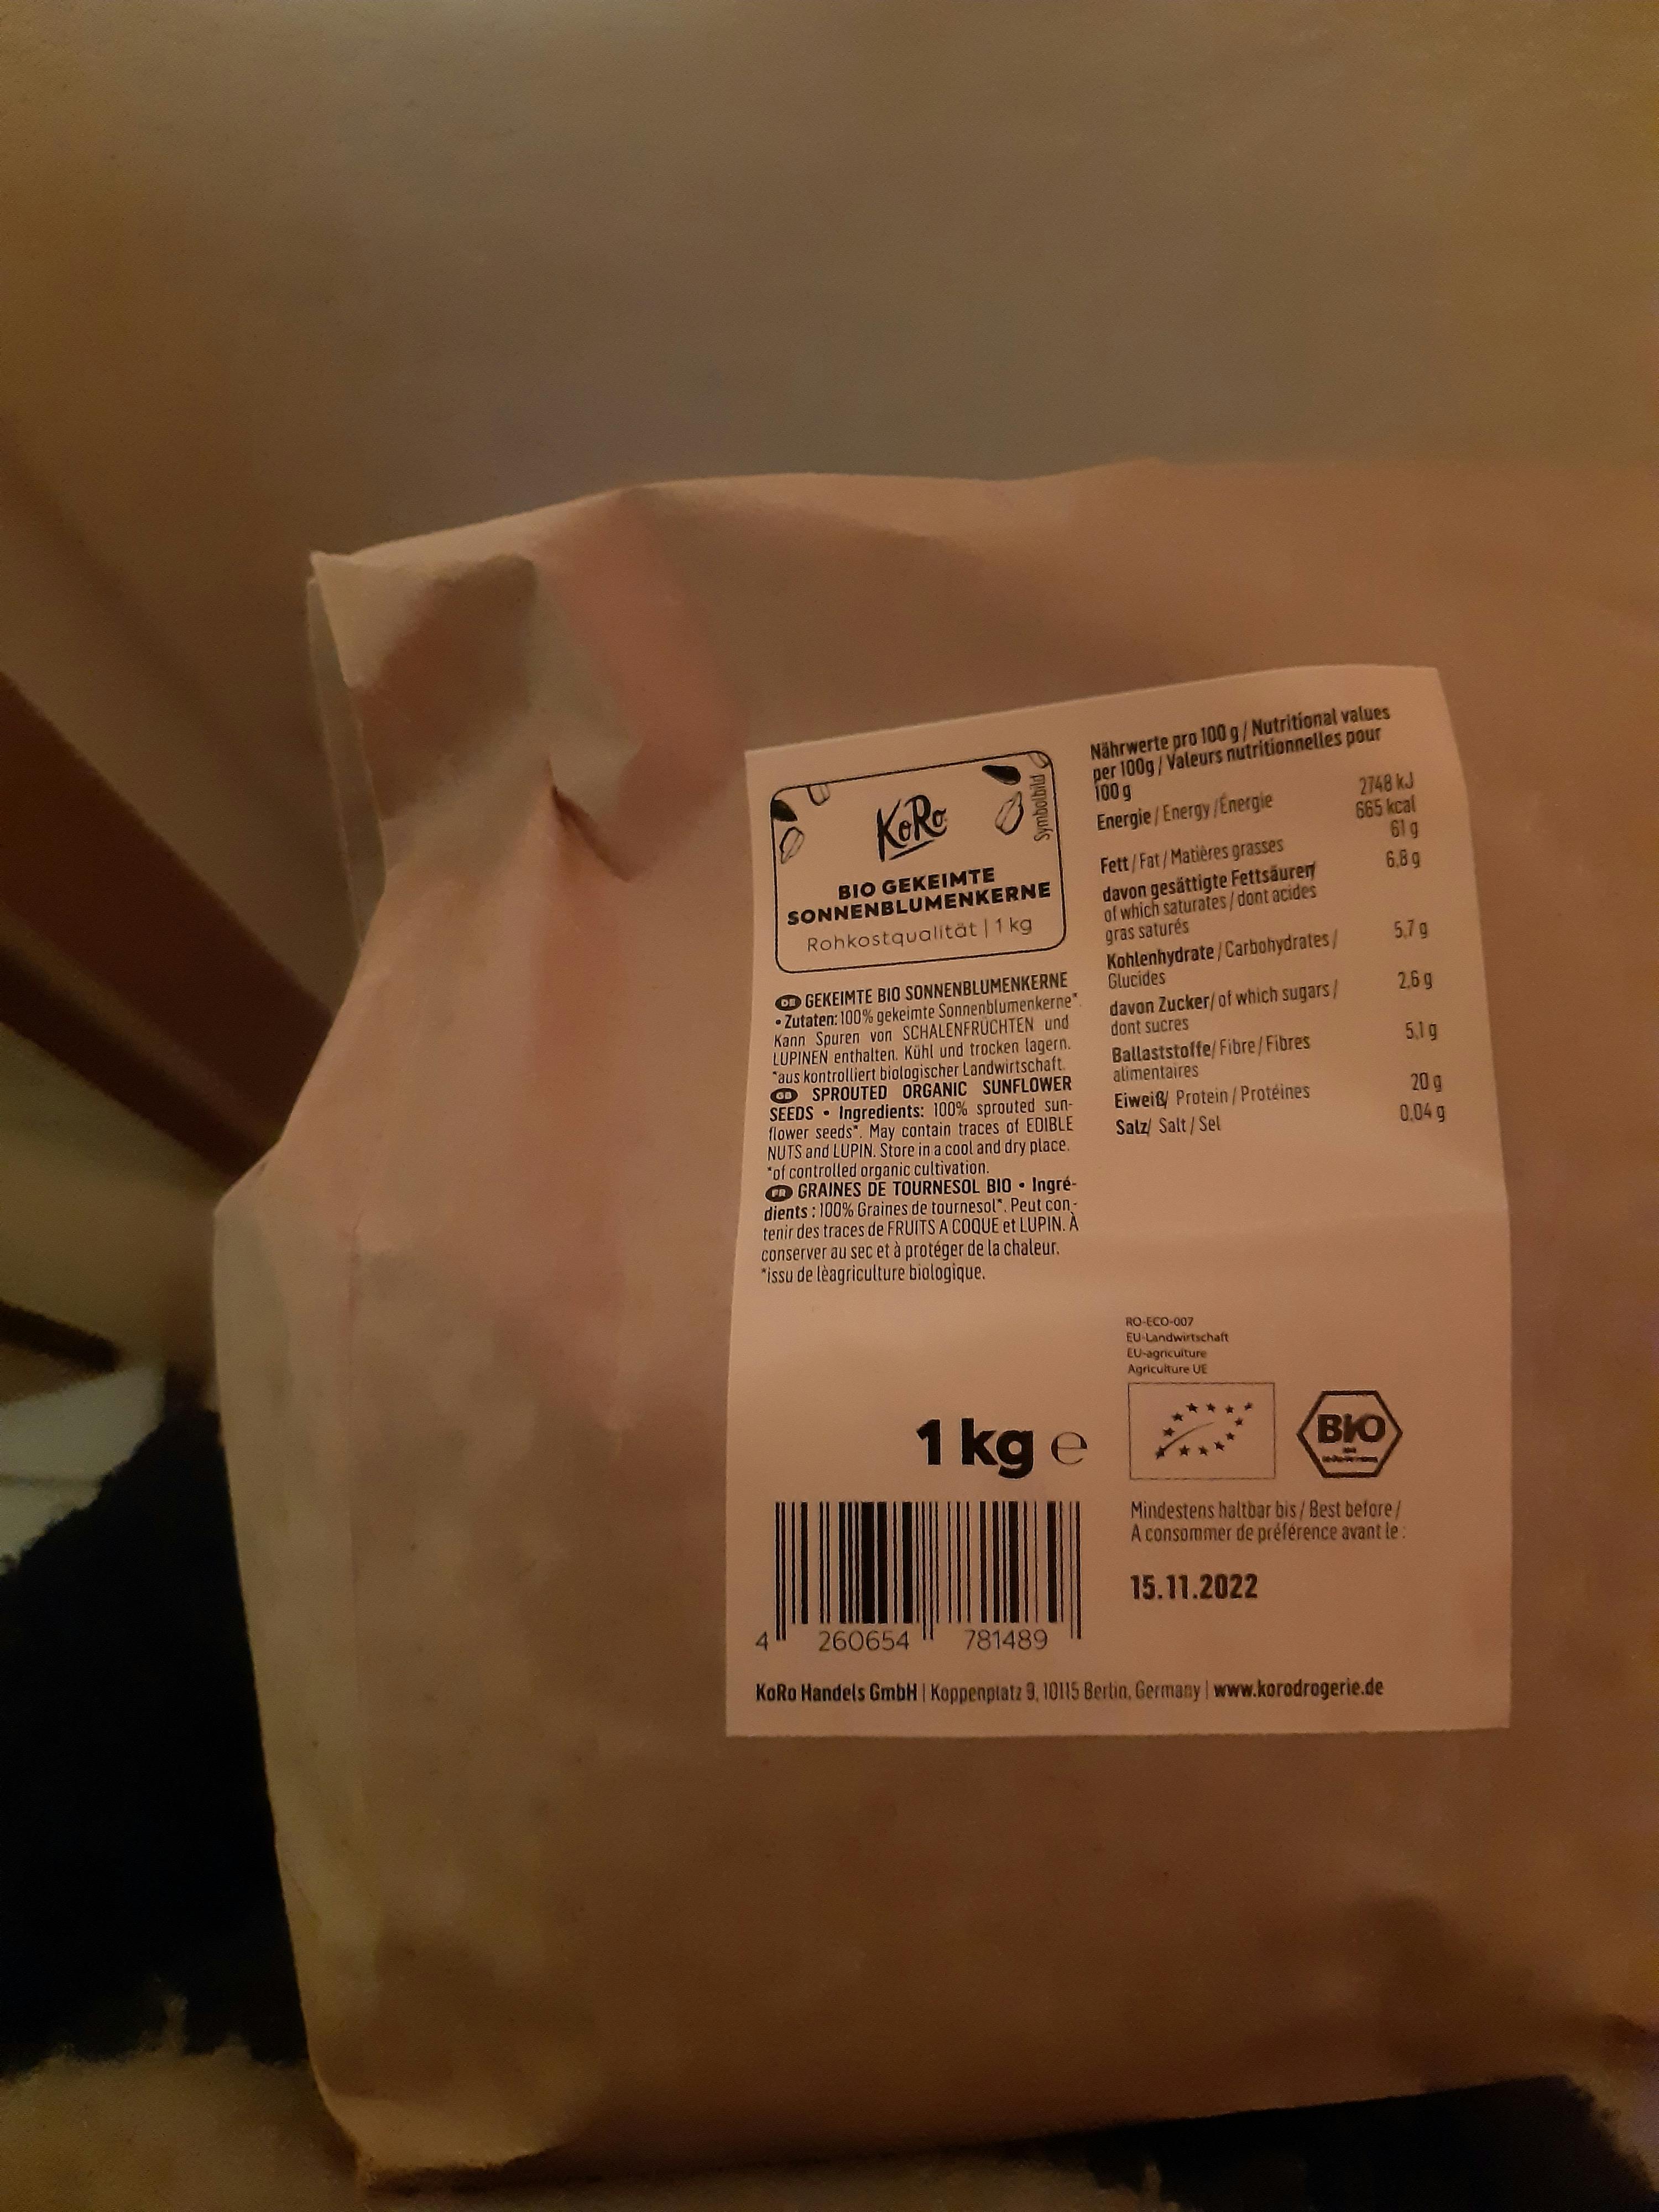 KoRo
Symbolbild
BIO GEKEIMTE
SONNENBLUMENKERNE
Rohkostqualität | 1 kg
DE GEKEIMTE BIO SONNENBLUMENKERNE
• Zutaten: 100% gekeimte Sonnenblumenkerne*.
Kann Spuren von SCHALENFRÜCHTEN und
LUPINEN enthalten. Kühl und trocken lagern.
*aus kontrolliert biologischer Landwirtschaft.
GB SPROUTED ORGANIC SUNFLOWER
SEEDS • Ingredients: 100% sprouted sun-
flower seeds*. May contain traces of EDIBLE
NUTS and LUPIN. Store in a cool and dry place.
*of controlled organic cultivation.
FR GRAINES DE TOURNESOL BIO • Ingré-
dients : 100% Graines de tournesol*. Peut con-
tenir des traces de FRUITS A COQUE et LUPIN. À
conserver au sec et à protéger de la chaleur.
*issu de lèagriculture biologique.
Nährwerte pro 100 g / Nutritional values
per 100g / Valeurs nutritionnelles pour
100 g
Energie / Energy / Énergie 2748 kJ
665 kcal
Fett / Fat / Matières grasses 61 g
davon gesättigte Fettsäuren/ 6,8 g
of which saturates / dont acides
gras saturés
Kohlenhydrate / Carbohydrates / 5,7 g
Glucides
davon Zucker/ of which sugars / 2,6 g
dont sucres
Ballaststoffe/ Fibre / Fibres 5,1 g
alimentaires
Eiweiß/ Protein / Protéines 20 g
Salz/ Salt / Sel 0,04 g
RO-ECO-007
EU-Landwirtschaft
EU-agriculture
Agriculture UE
1 kg e
BIO
Mindestens haltbar bis / Best before /
A consommer de préférence avant le :
15.11.2022
4 260654 781489
KoRo Handels GmbH | Koppenplatz 9, 10115 Berlin, Germany | www.korodrogerie.de